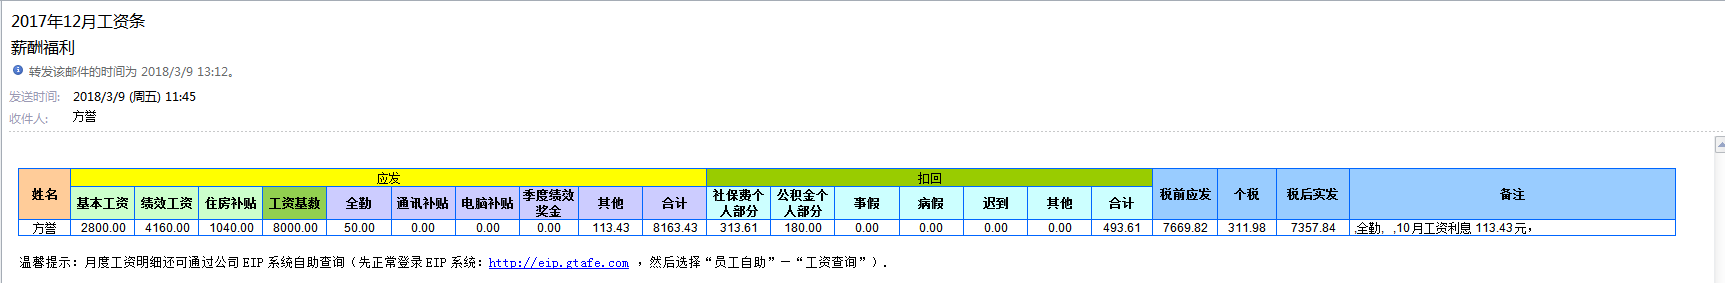 2017年12月工资条
薪酬福利
转发该邮件的时间为 2018/3/9 13:12。
发送时间: 2018/3/9 (周五) 11:45
收件人: 方誉
姓名 应发 扣回 税前应发 个税 税后实发 备注
基本工资 绩效工资 住房补贴 工资基数 全勤 通讯补贴 电脑补贴 季度绩效奖金 其他 合计 社保费个人部分 公积金个人部分 事假 病假 迟到 其他 合计
方誉 2800.00 4160.00 1040.00 8000.00 50.00 0.00 0.00 0.00 113.43 8163.43 313.61 180.00 0.00 0.00 0.00 0.00 493.61 7669.82 311.98 7357.84 ,全勤, ,10月工资利息113.43元，
温馨提示：月度工资明细还可通过公司EIP系统自助查询（先正常登录EIP系统：http://eip.gtafe.com ，然后选择“员工自助”—“工资查询”）.